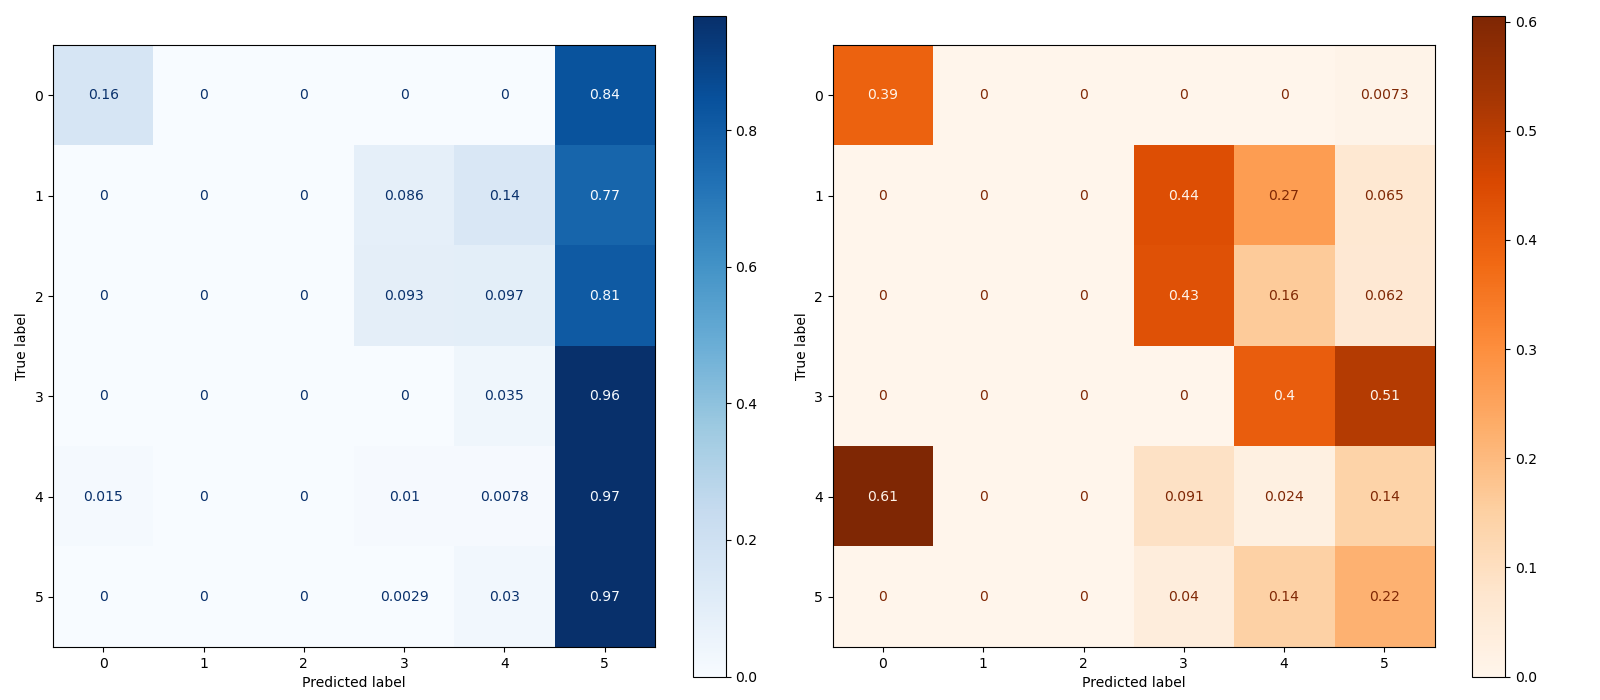 0 0.16 0 0 0 0 0.84
1 0 0 0 0.086 0.14 0.77
2 0 0 0 0.093 0.097 0.81
3 0 0 0 0 0.035 0.96
4 0.015 0 0 0.01 0.0078 0.97
5 0 0 0 0.0029 0.03 0.97
0 1 2 3 4 5
True label
Predicted label
0.8
0.6
0.4
0.2
0.0
0 0.39 0 0 0 0 0.0073
1 0 0 0 0.44 0.27 0.065
2 0 0 0 0.43 0.16 0.062
3 0 0 0 0 0.4 0.51
4 0.61 0 0 0.091 0.024 0.14
5 0 0 0 0.04 0.14 0.22
0 1 2 3 4 5
True label
Predicted label
0.6
0.5
0.4
0.3
0.2
0.1
0.0